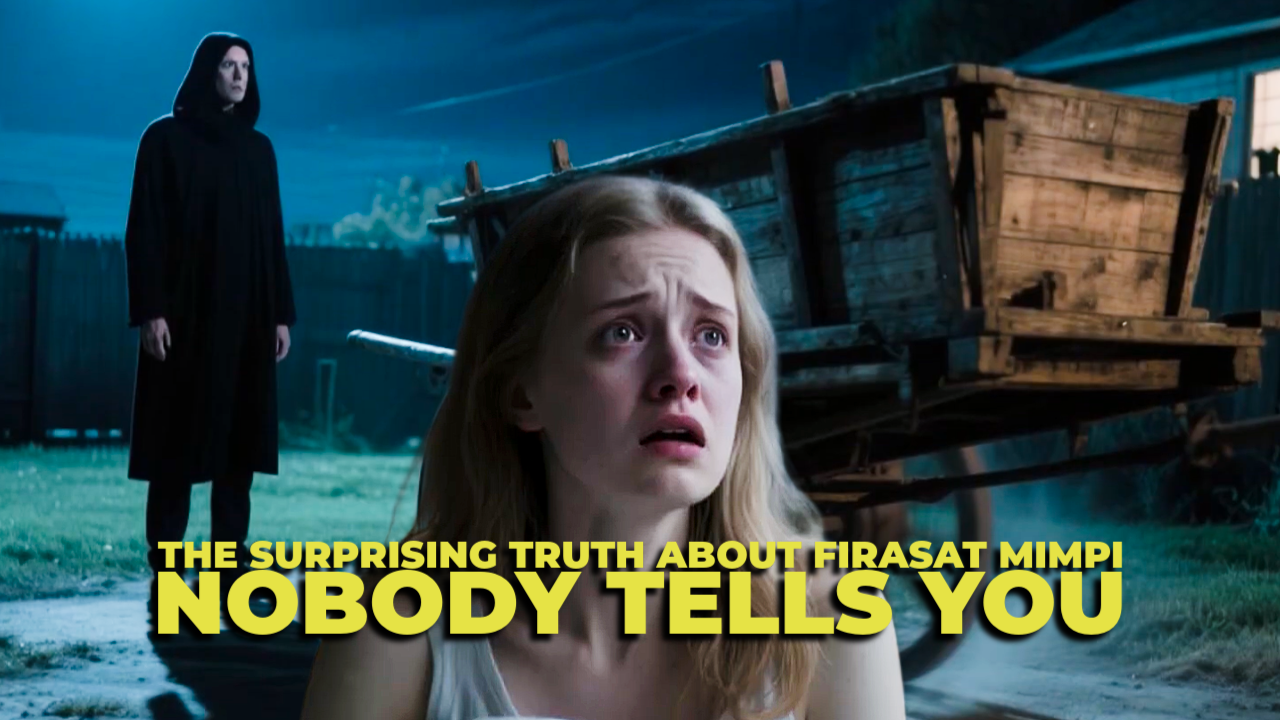 THE SURPRISING TRUTH ABOUT FIRASAT MIMPI
NOBODY TELLS YOU